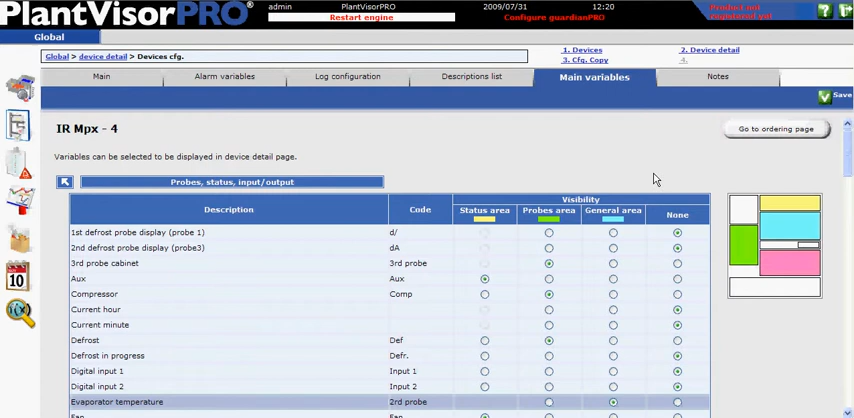 PlantVisorPRO® admin PlantVisorPRO 2009/07/31 12:20 Product not
Restart engine Configure guardianPRO registered yet
Global
Global > device detail > Devices cfg.
1. Devices 2. Device detail
3. Cfg. Copy 4.
Main Alarm variables Log configuration Descriptions list Main variables Notes
Save
IR Mpx - 4
Go to ordering page
Variables can be selected to be displayed in device detail page.
Probes, status, input/output
Description Code Visibility
Status area Probes area General area None
1st defrost probe display (probe 1) d/
2nd defrost probe display (probe3) dA
3rd probe cabinet 3rd probe
Aux Aux
Compressor Comp
Current hour
Current minute
Defrost Def
Defrost in progress Defr.
Digital input 1 Input 1
Digital input 2 Input 2
Evaporator temperature 2rd probe
Fan Fan
10